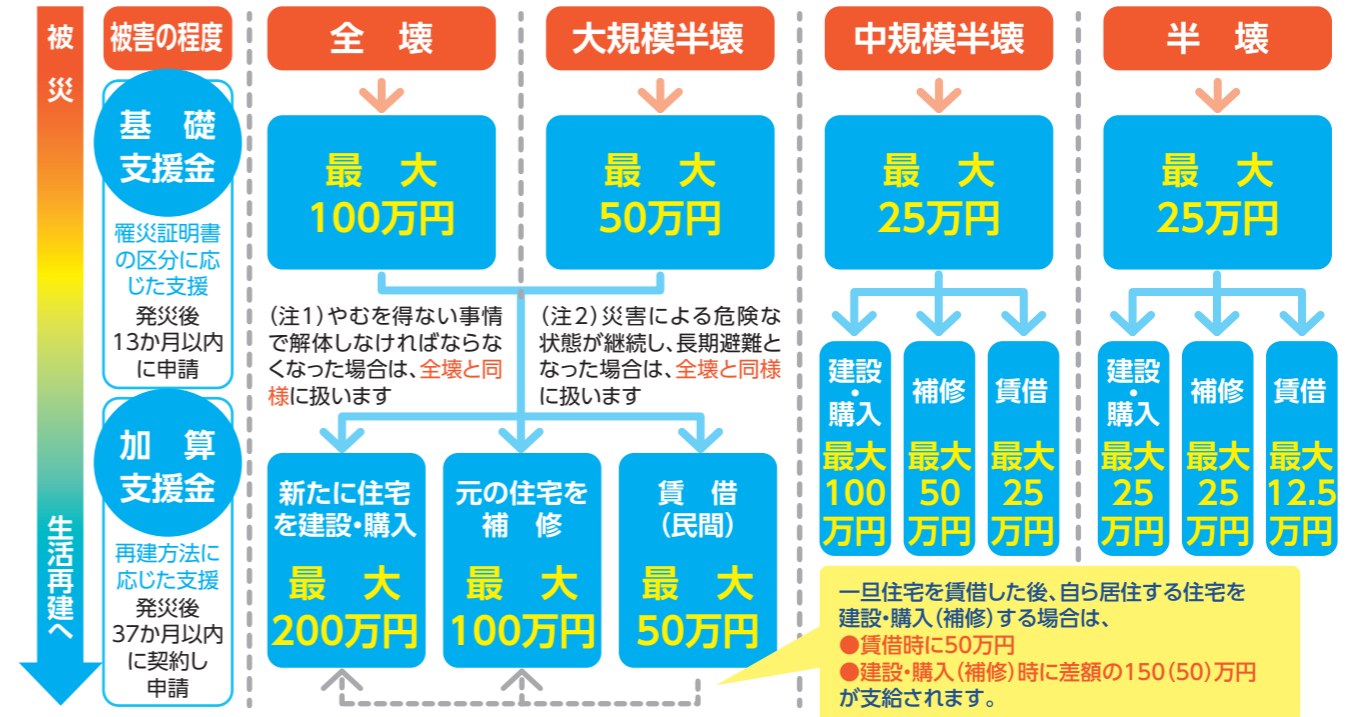 被災
被害の程度
全 壊
大規模半壊
中規模半壊
半 壊
基 礎
支援金
罹災証明書
の区分に応
じた支援
発災後
13か月以内
に申請
最 大
100万円
最 大
50万円
最 大
25万円
最 大
25万円
(注1)やむを得ない事情
で解体しなければならな
くなった場合は、全壊と同
様に扱います
(注2)災害による危険な
状態が継続し、長期避難と
なった場合は、全壊と同様
に扱います
建設
・
購入
最大
100
万円
補修
最大
50
万円
賃借
最大
25
万円
建設
・
購入
最大
25
万円
補修
最大
25
万円
賃借
最大
12.5
万円
加 算
支援金
再建方法に
応じた支援
発災後
37か月以内
に契約し
申請
新たに住宅
を建設・購入
最 大
200万円
元の住宅を
補 修
最 大
100万円
賃 借
(民間)
最 大
50万円
一旦住宅を賃借した後、自ら居住する住宅を
建設・購入(補修)する場合は、
●賃借時に50万円
●建設・購入(補修)時に差額の150(50)万円
が支給されます。
生活再建へ